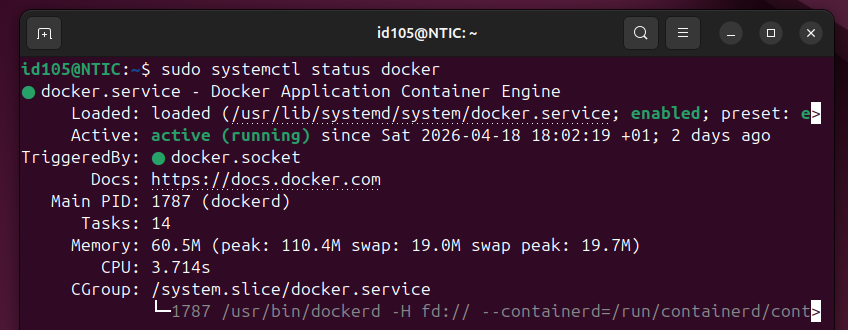 id105@NTIC: ~
id105@NTIC:~$ sudo systemctl status docker
● docker.service - Docker Application Container Engine
     Loaded: loaded (/usr/lib/systemd/system/docker.service; enabled; preset: e>
     Active: active (running) since Sat 2026-04-18 18:02:19 +01; 2 days ago
TriggeredBy: ● docker.socket
       Docs: https://docs.docker.com
   Main PID: 1787 (dockerd)
      Tasks: 14
     Memory: 60.5M (peak: 110.4M swap: 19.0M swap peak: 19.7M)
        CPU: 3.714s
     CGroup: /system.slice/docker.service
             └─1787 /usr/bin/dockerd -H fd:// --containerd=/run/containerd/cont>